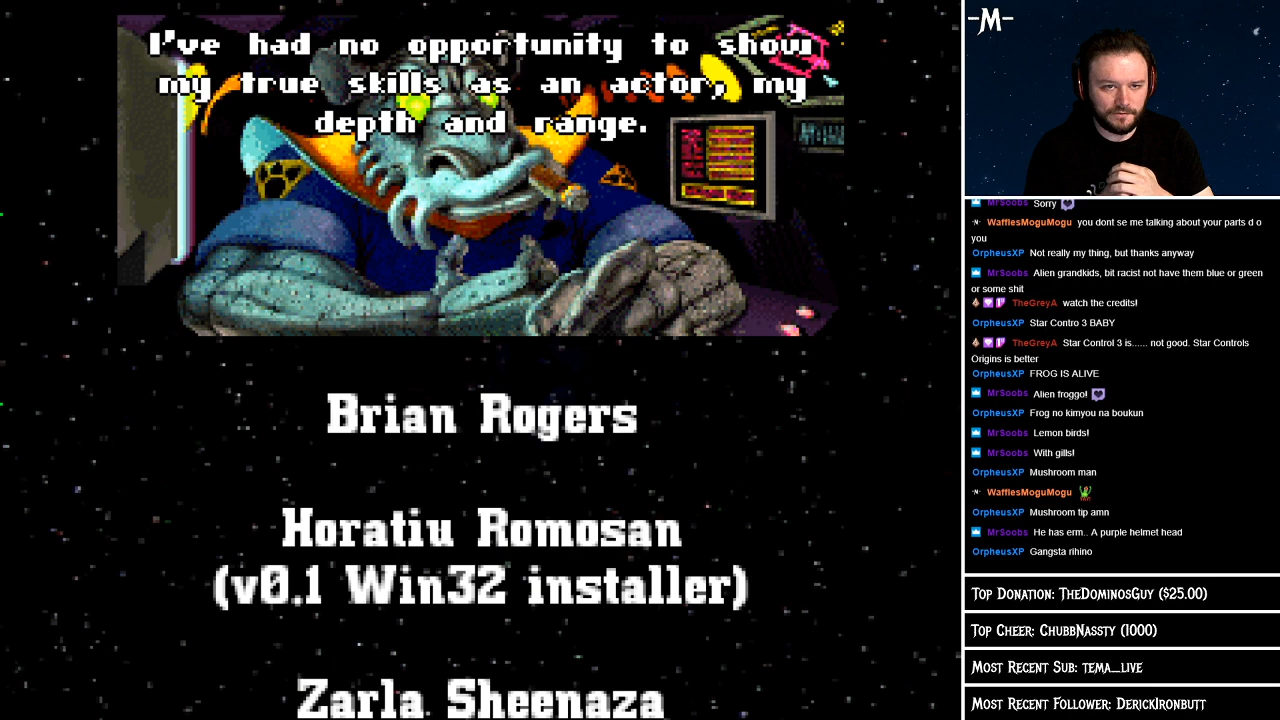 I've had no opportunity to show
my true skills as an actor, my
depth and range.
Brian Rogers
Horatiu Romosan
(v0.1 Win32 installer)
Zarla Sheenaza
-M-
MrSoobs Sorry
WafflesMoguMogu you dont se me talking about your parts d o
you
OrpheusXP Not really my thing, but thanks anyway
MrSoobs Alien grandkids, bit racist not have them blue or green
or some shit
TheGreyA watch the credits!
OrpheusXP Star Contro 3 BABY
TheGreyA Star Control 3 is...... not good. Star Controls
Origins is better
OrpheusXP FROG IS ALIVE
MrSoobs Alien froggo!
OrpheusXP Frog no kimyou na boukun
MrSoobs Lemon birds!
MrSoobs With gills!
OrpheusXP Mushroom man
WafflesMoguMogu
OrpheusXP Mushroom tip amn
MrSoobs He has erm.. A purple helmet head
OrpheusXP Gangsta rihino
Top Donation: TheDominosGuy ($25.00)
Top Cheer: ChubbNassty (1000)
Most Recent Sub: tema_live
Most Recent Follower: DerickIronbutt